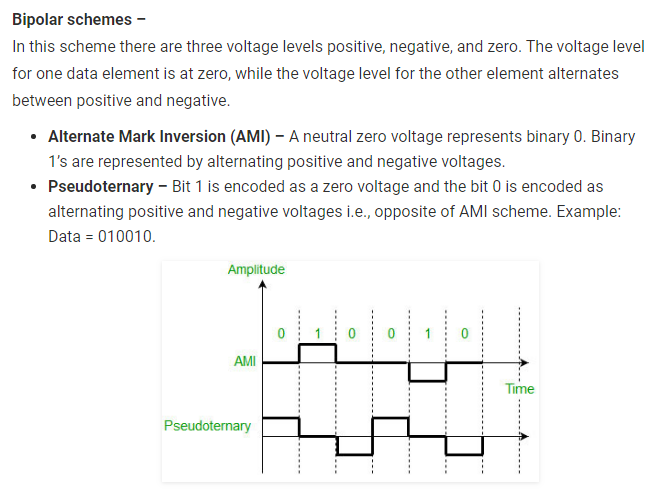 Bipolar schemes –
In this scheme there are three voltage levels positive, negative, and zero. The voltage level
for one data element is at zero, while the voltage level for the other element alternates
between positive and negative.
• Alternate Mark Inversion (AMI) – A neutral zero voltage represents binary 0. Binary
1’s are represented by alternating positive and negative voltages.
• Pseudoternary – Bit 1 is encoded as a zero voltage and the bit 0 is encoded as
alternating positive and negative voltages i.e., opposite of AMI scheme. Example:
Data = 010010.
Amplitude
0 1 0 0 1 0
AMI
Time
Pseudoternary